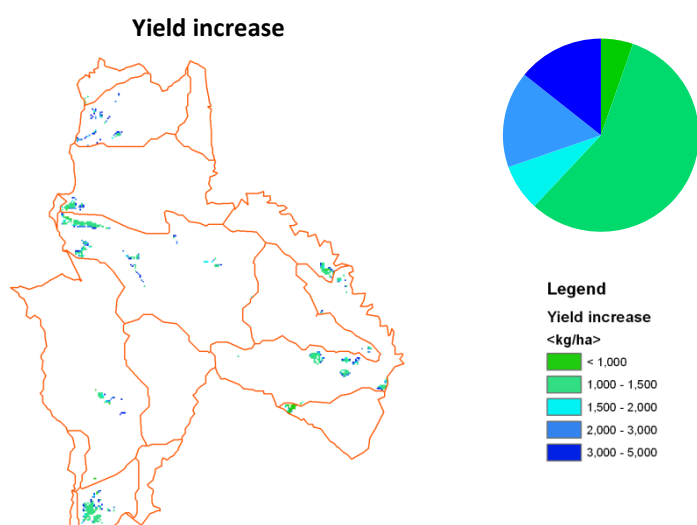 Yield increase
Legend
Yield increase
<kg/ha>
< 1,000
1,000 - 1,500
1,500 - 2,000
2,000 - 3,000
3,000 - 5,000